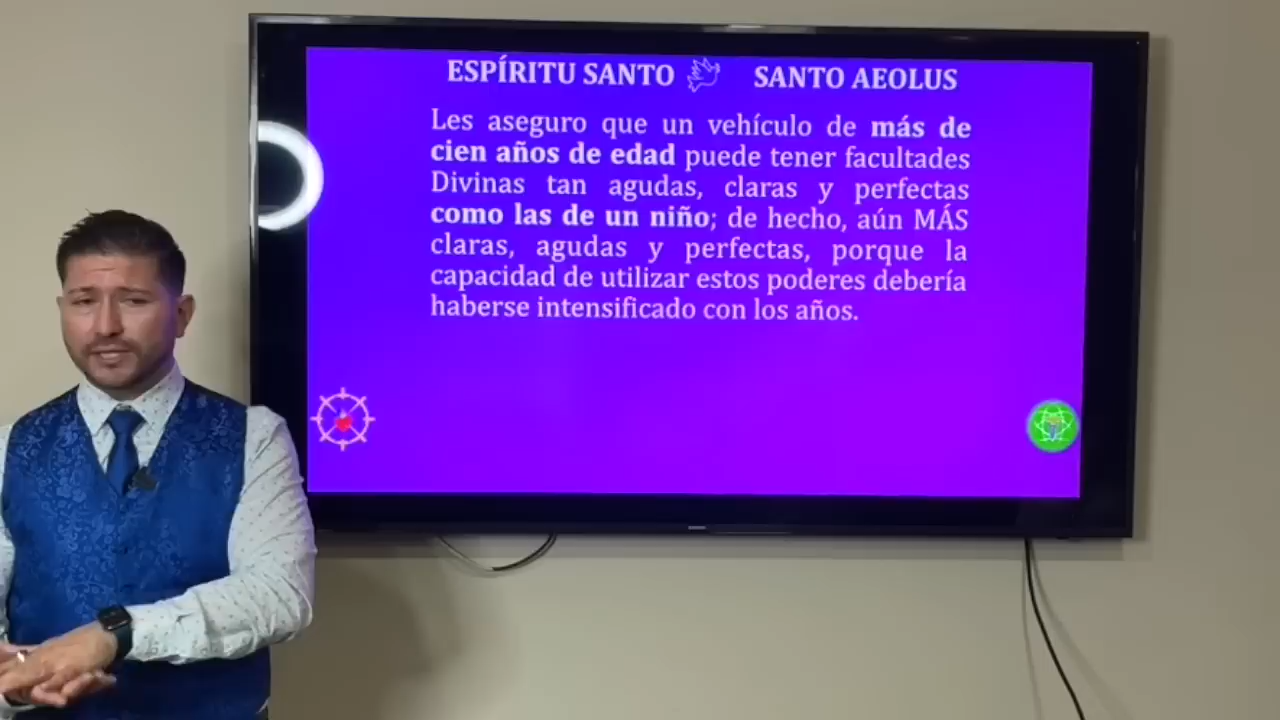 ESPÍRITU SANTO SANTO AEOLUS
Les aseguro que un vehículo de más de
cien años de edad puede tener facultades
Divinas tan agudas, claras y perfectas
como las de un niño; de hecho, aún MÁS
claras, agudas y perfectas, porque la
capacidad de utilizar estos poderes debería
haberse intensificado con los años.